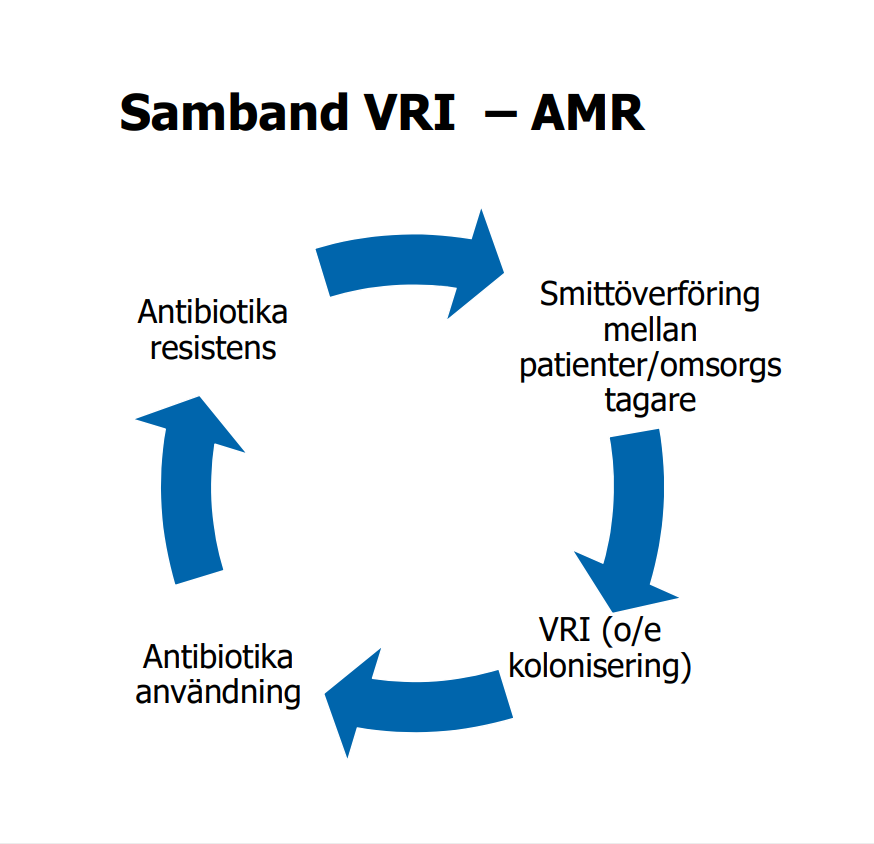 Samband VRI – AMR
Antibiotika
resistens
Smittöverföring
mellan
patienter/omsorgs
tagare
VRI (o/e
kolonisering)
Antibiotika
användning